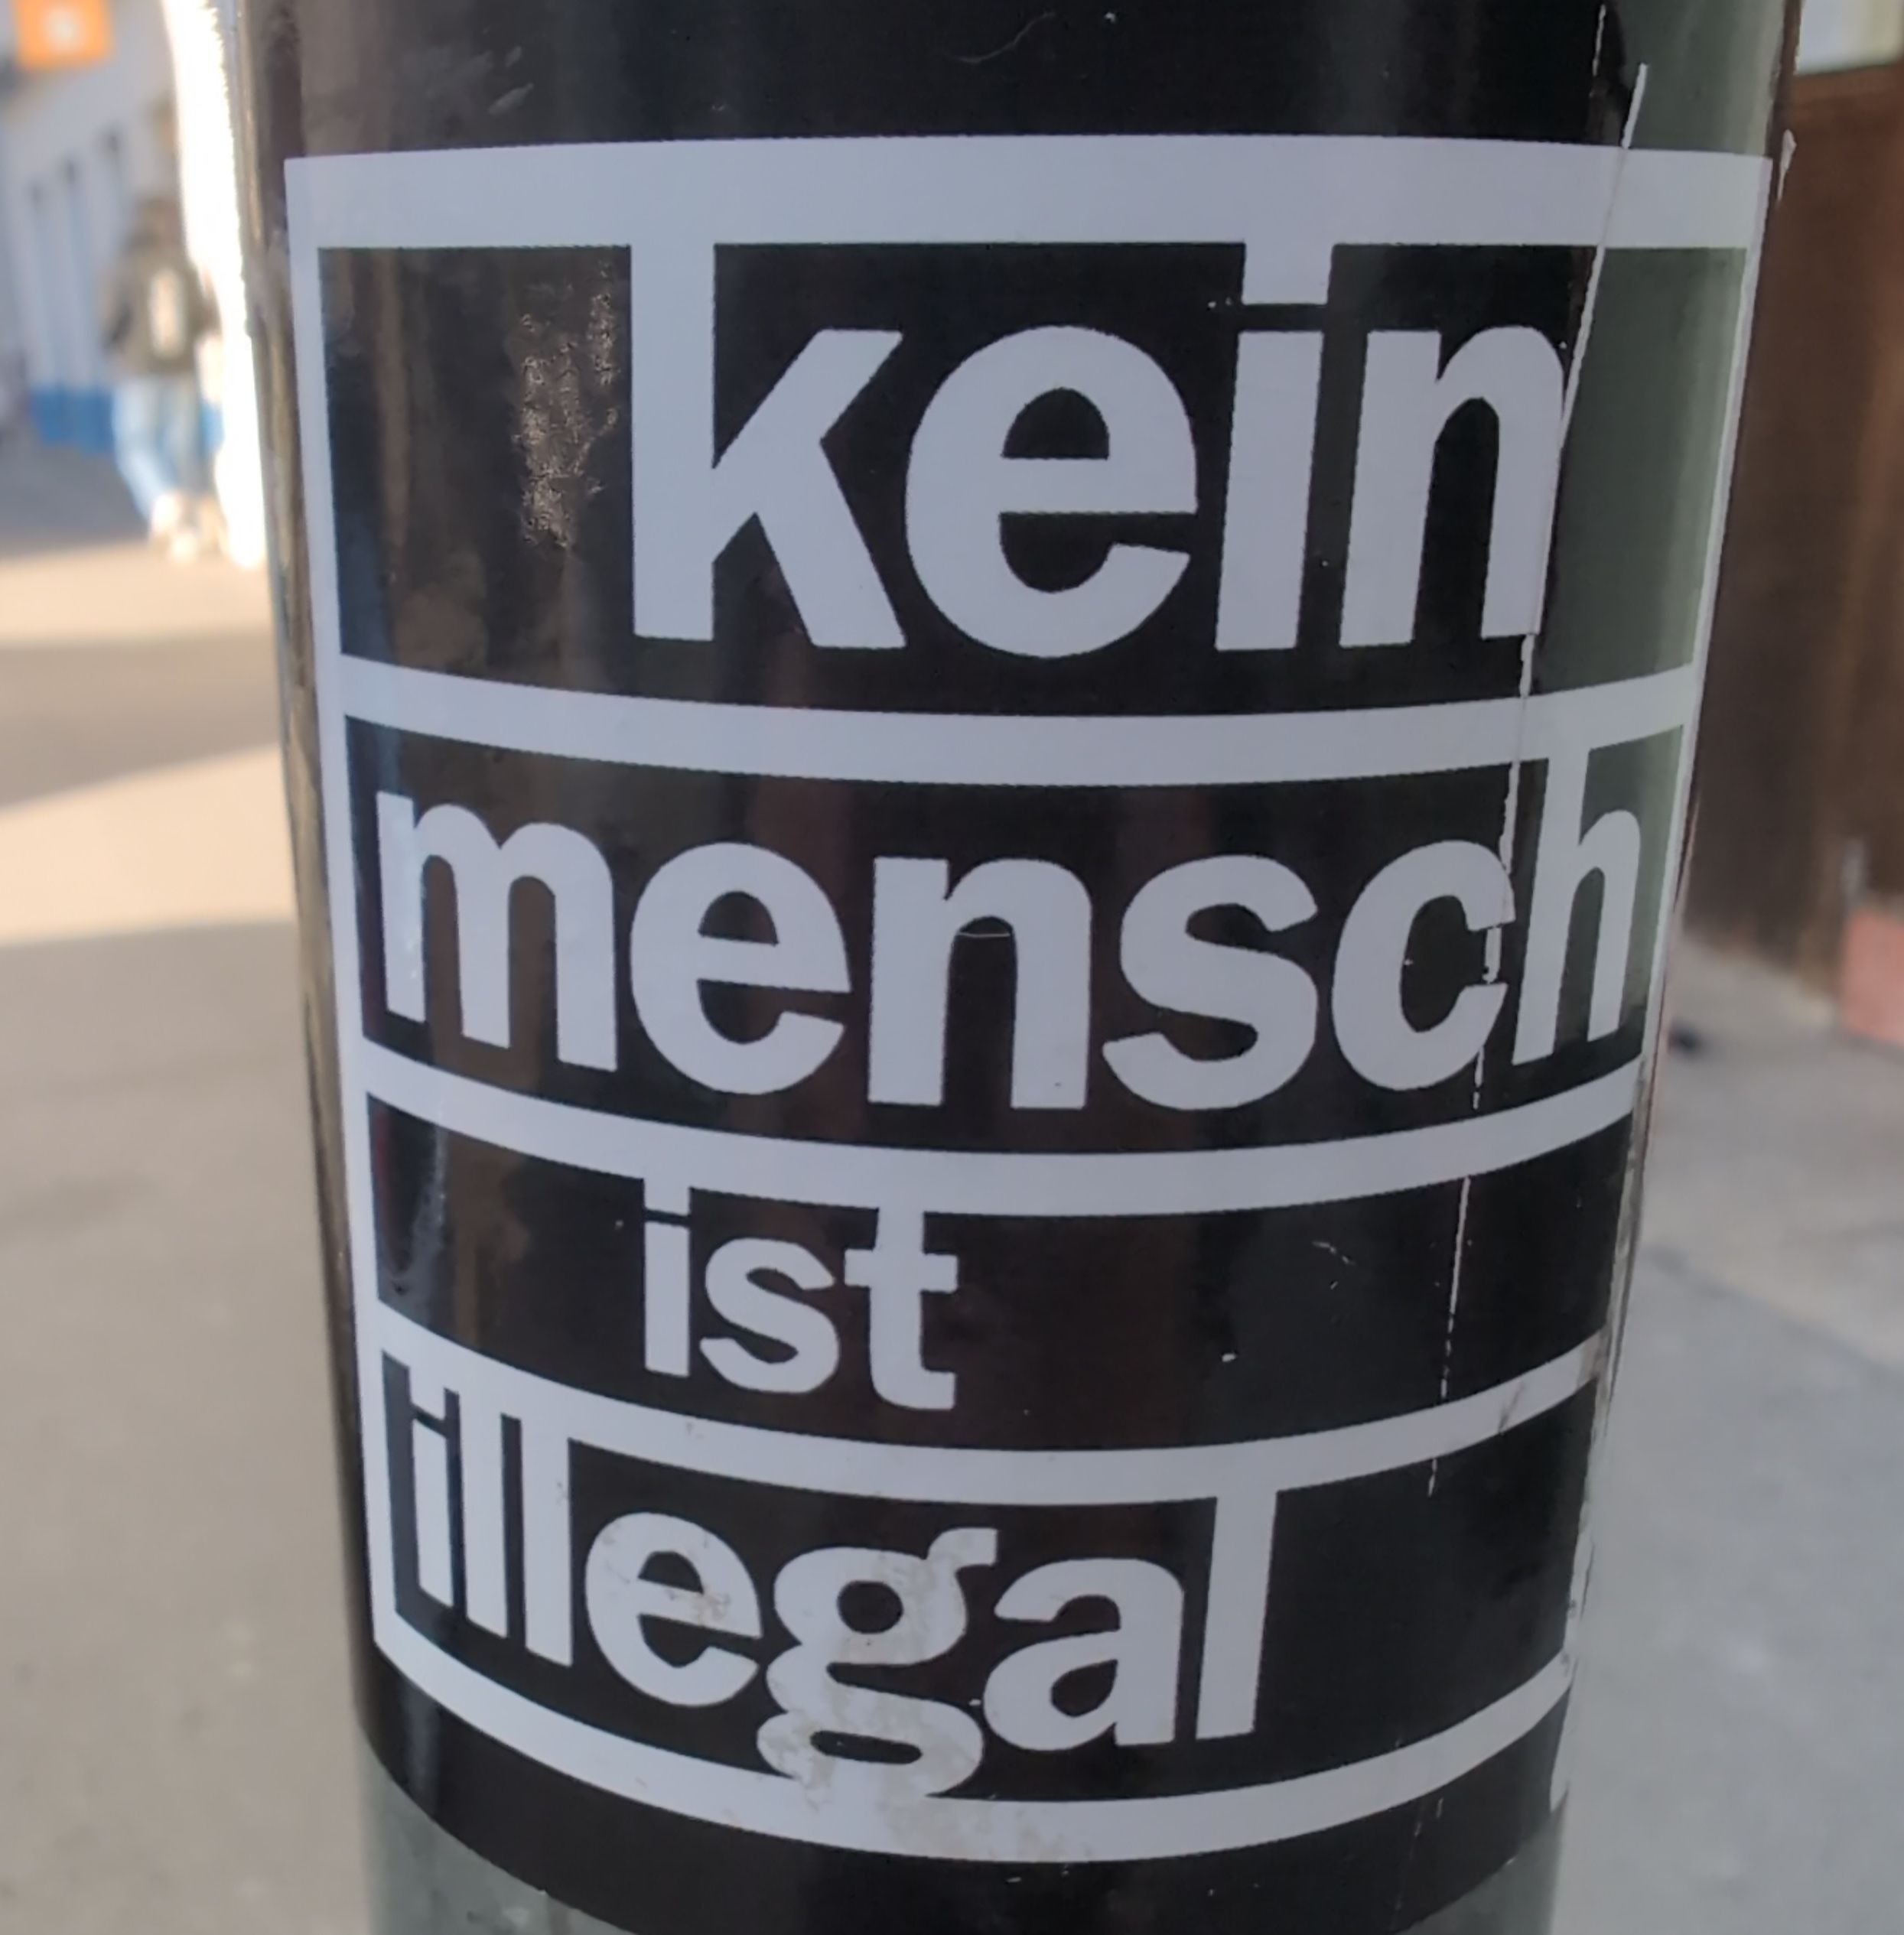 kein
mensch
ist
illegal